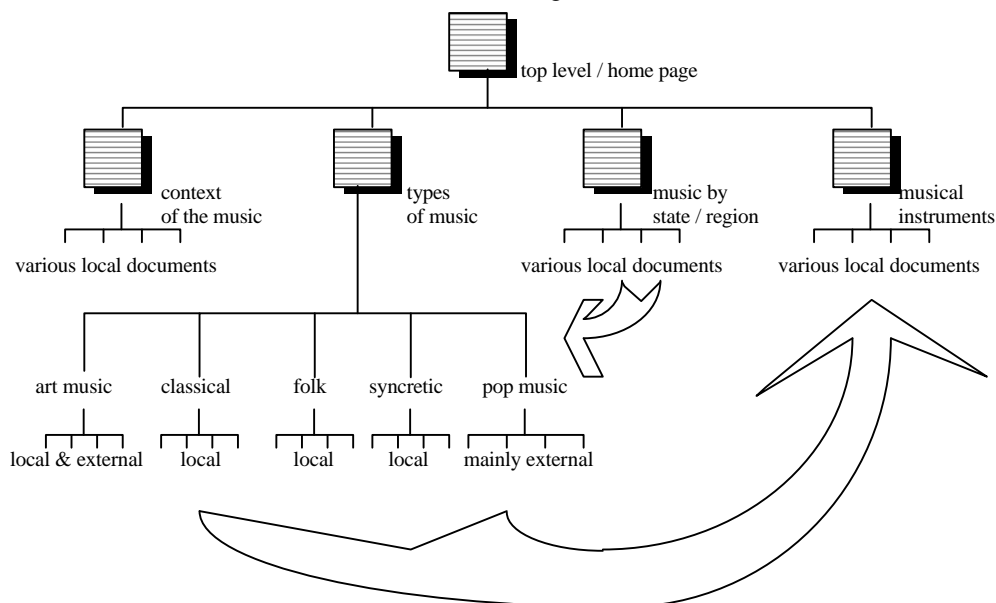 top level / home page
context
of the music
types
of music
music by
state / region
musical
instruments
various local documents
various local documents
various local documents
art music
classical
folk
syncretic
pop music
local & external
local
local
local
mainly external